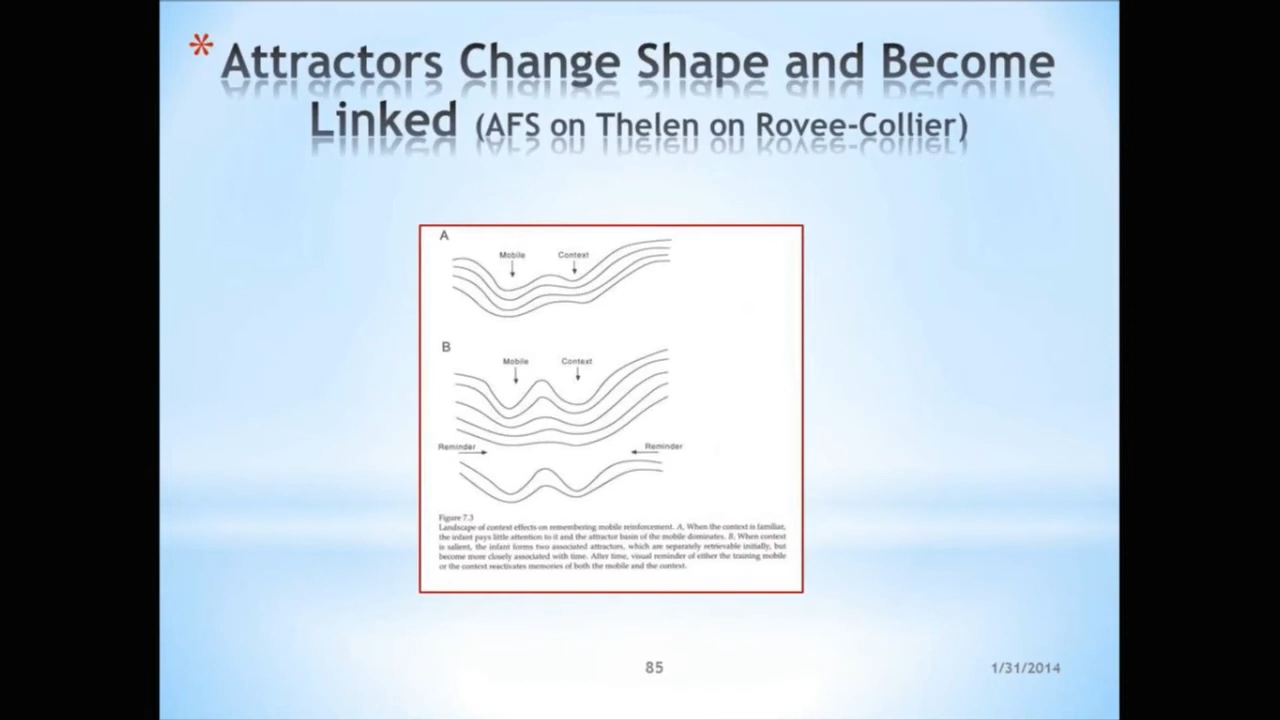 * Attractors Change Shape and Become
Linked (AFS on Thelen on Rovee-Collier)
A
Mobile Context
B
Mobile Context
Reminder Reminder
Figure 7.3
Landscape of context effects on remembering mobile reinforcement. A, When the context is familiar,
the infant pays little attention to it and the attractor basin of the mobile dominates. B, When context
is salient, the infant forms two associated attractors, which are separately retrievable initially, but
become more closely associated with time. After time, visual reminder of either the training mobile
or the context reactivates memories of both the mobile and the context.
85 1/31/2014